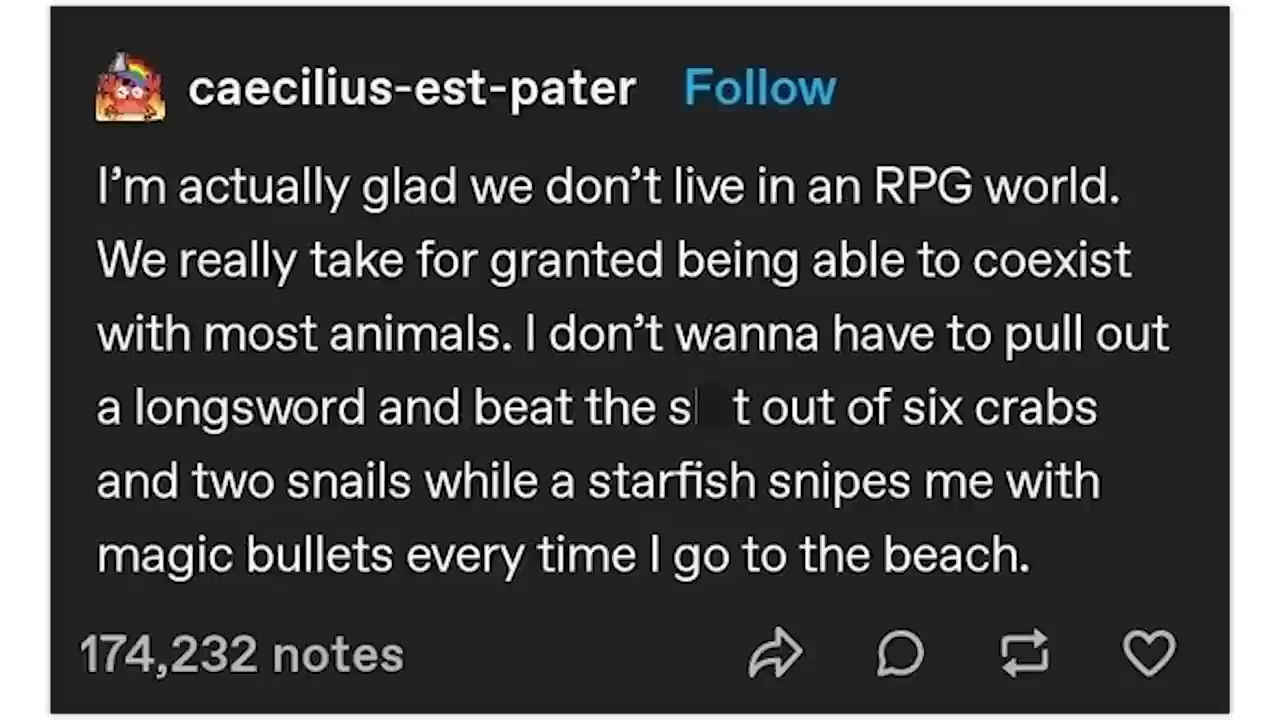 caecilius-est-pater Follow
I'm actually glad we don't live in an RPG world.
We really take for granted being able to coexist
with most animals. I don't wanna have to pull out
a longsword and beat the s t out of six crabs
and two snails while a starfish snipes me with
magic bullets every time I go to the beach.
174,232 notes